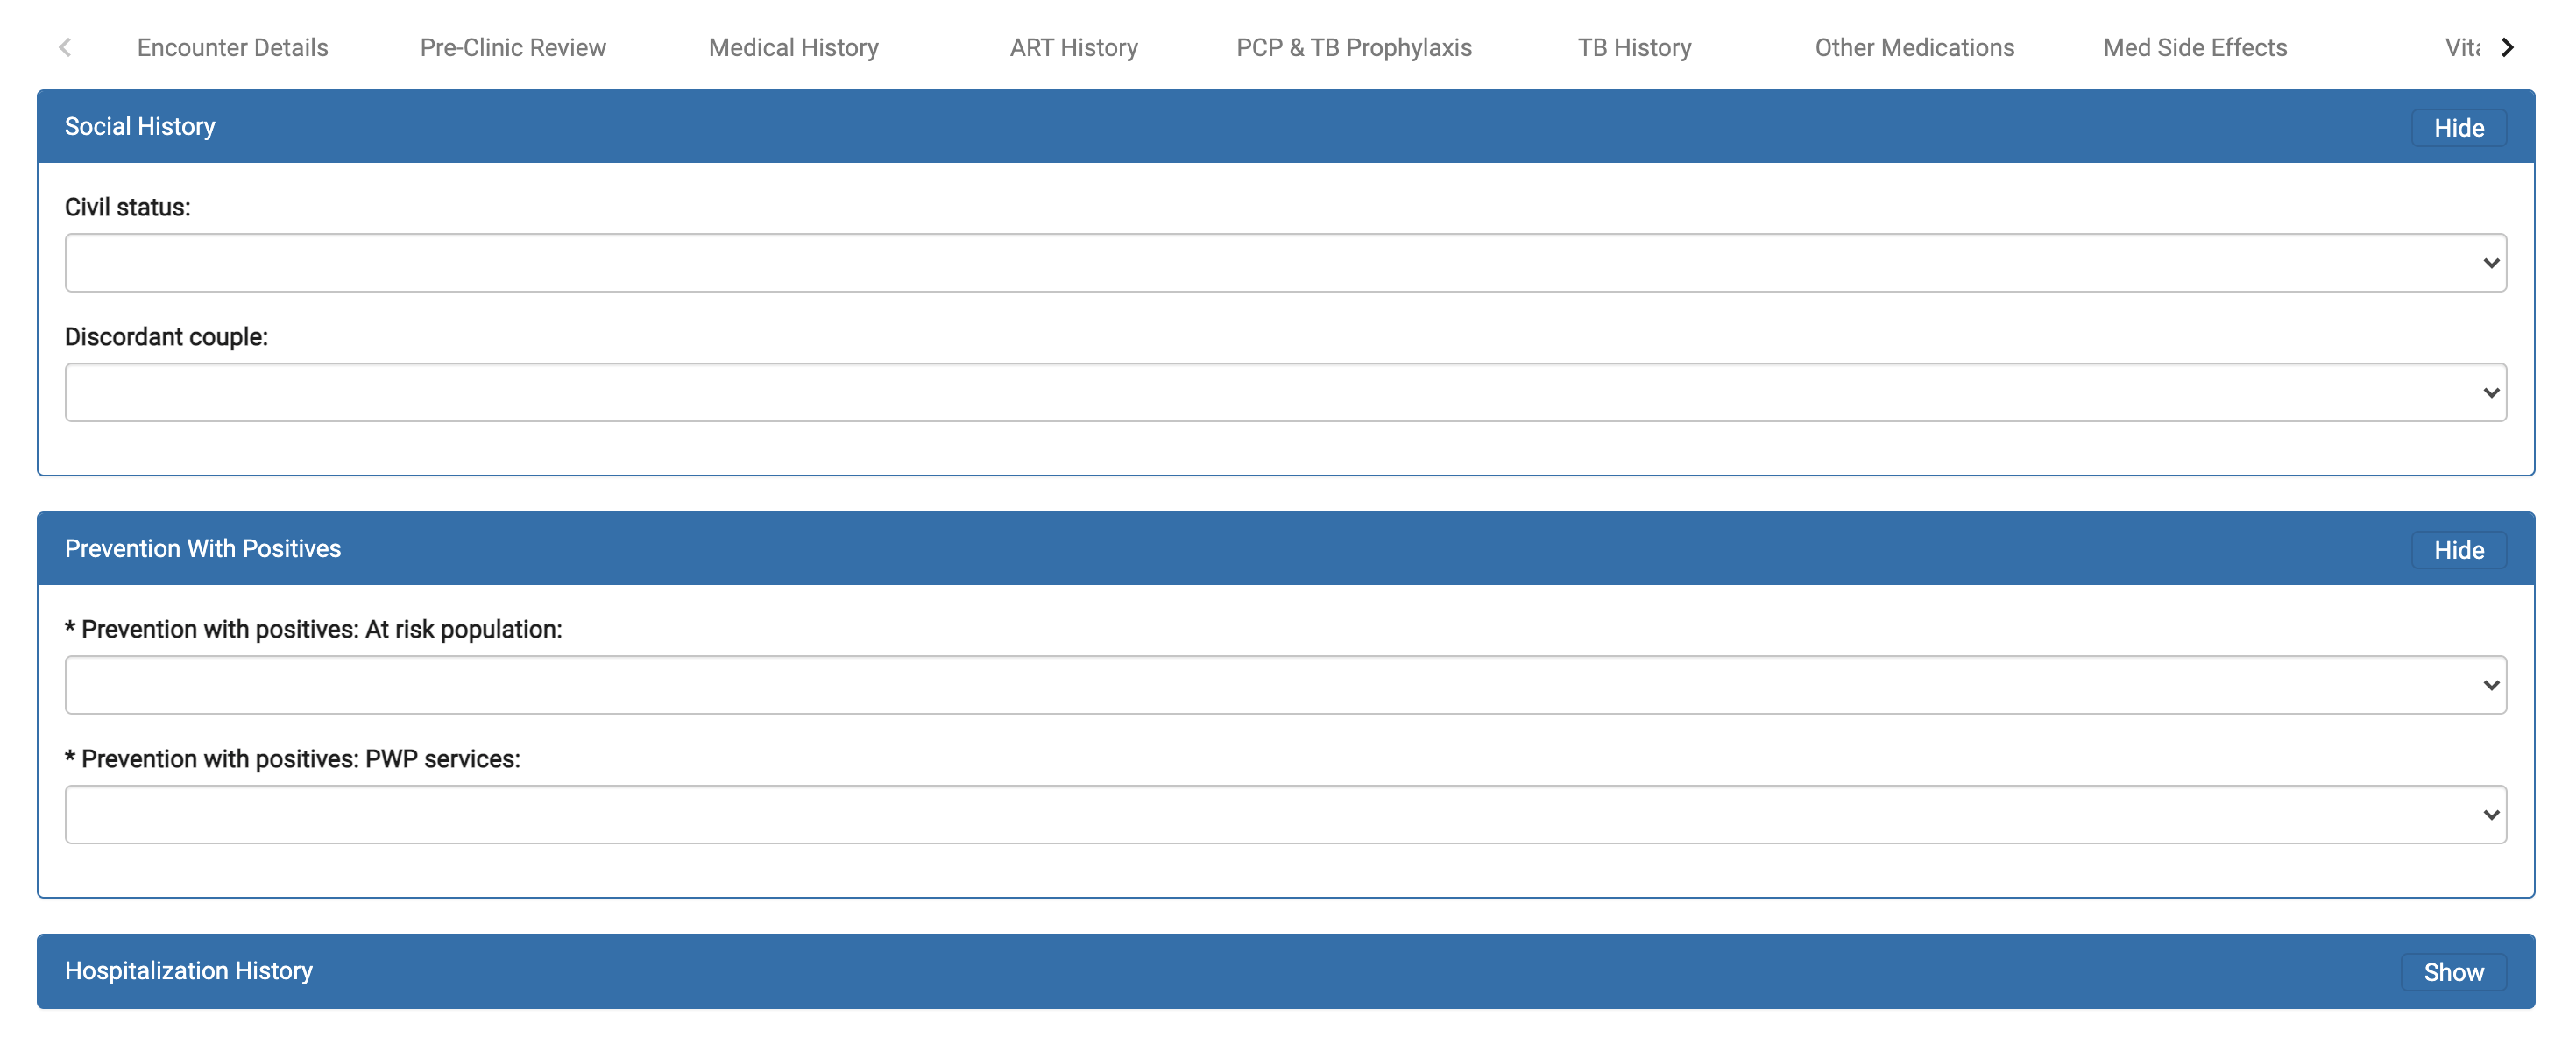 Encounter Details Pre-Clinic Review Medical History ART History PCP & TB Prophylaxis TB History Other Medications Med Side Effects
Social History Hide
Civil status:
Discordant couple:
Prevention With Positives Hide
* Prevention with positives: At risk population:
* Prevention with positives: PWP services:
Hospitalization History Show